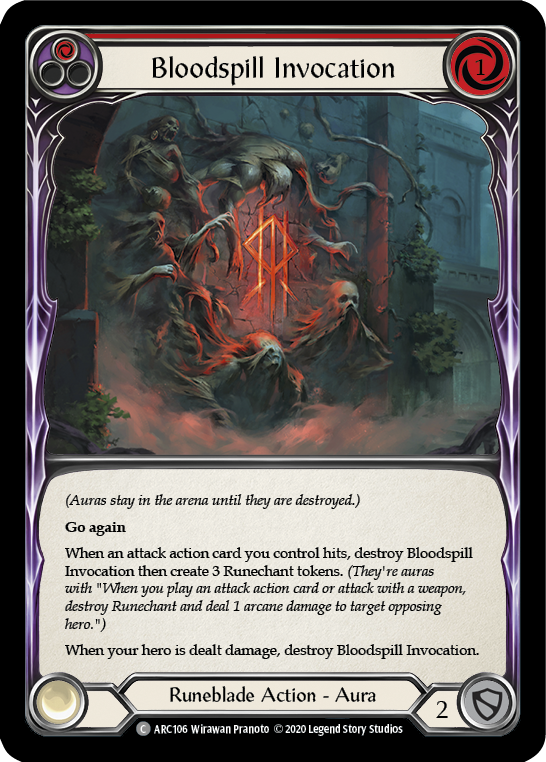 Bloodspill Invocation
1
(Auras stay in the arena until they are destroyed.)
Go again
When an attack action card you control hits, destroy Bloodspill
Invocation then create 3 Runechant tokens. (They're auras
with "When you play an attack action card or attack with a weapon,
destroy Runechant and deal 1 arcane damage to target opposing
hero.")
When your hero is dealt damage, destroy Bloodspill Invocation.
Runeblade Action - Aura
2
C ARC106 Wirawan Pranoto © 2020 Legend Story Studios